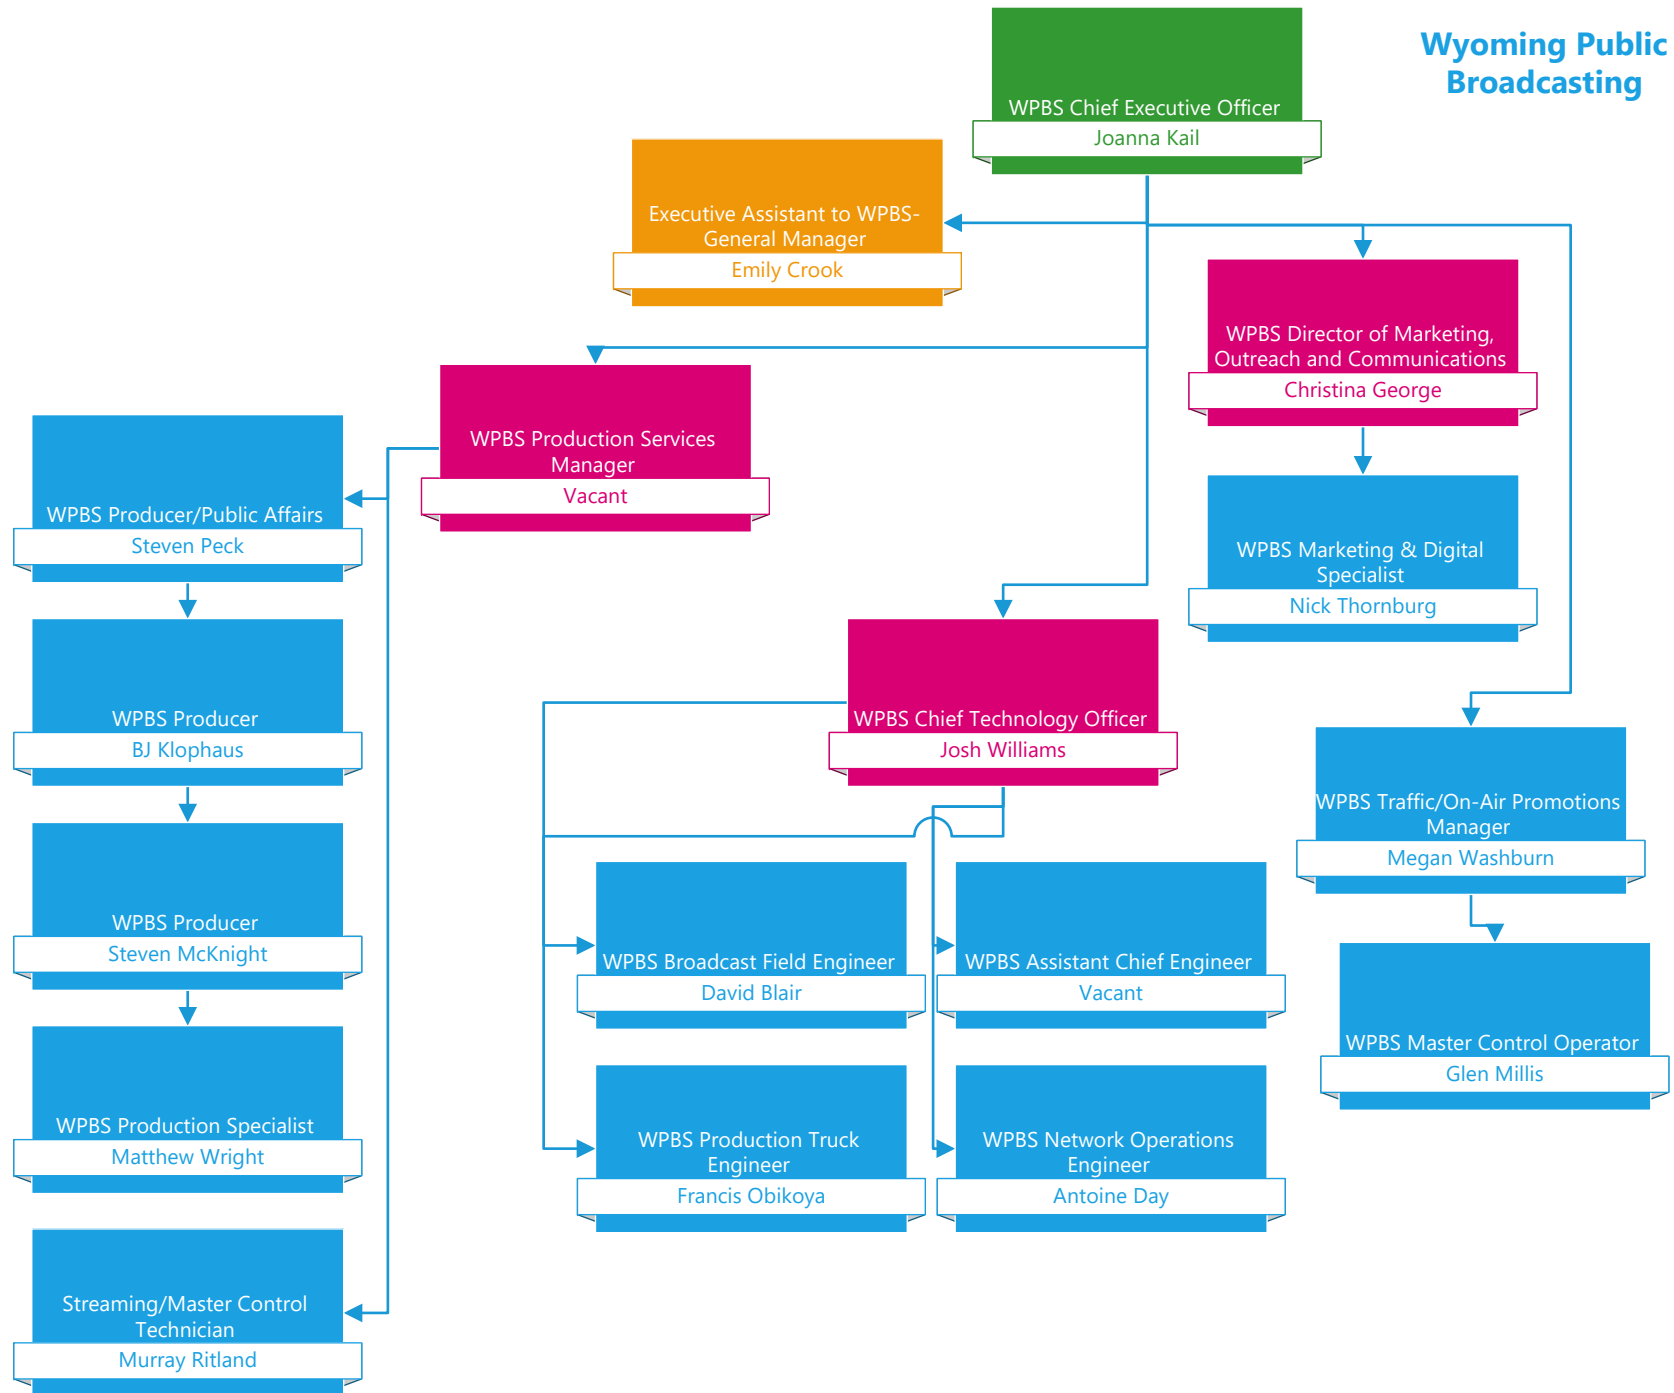 Wyoming Public
Broadcasting
WPBS Chief Executive Officer
Joanna Kail
Executive Assistant to WPBS-
General Manager
Emily Crook
WPBS Director of Marketing,
Outreach and Communications
Christina George
WPBS Production Services
Manager
Vacant
WPBS Producer/Public Affairs
Steven Peck
WPBS Marketing & Digital
Specialist
Nick Thornburg
WPBS Producer
BJ Klophaus
WPBS Chief Technology Officer
Josh Williams
WPBS Traffic/On-Air Promotions
Manager
Megan Washburn
WPBS Producer
Steven McKnight
WPBS Broadcast Field Engineer
David Blair
WPBS Assistant Chief Engineer
Vacant
WPBS Master Control Operator
Glen Millis
WPBS Production Specialist
Matthew Wright
WPBS Production Truck
Engineer
Francis Obikoya
WPBS Network Operations
Engineer
Antoine Day
Streaming/Master Control
Technician
Murray Ritland